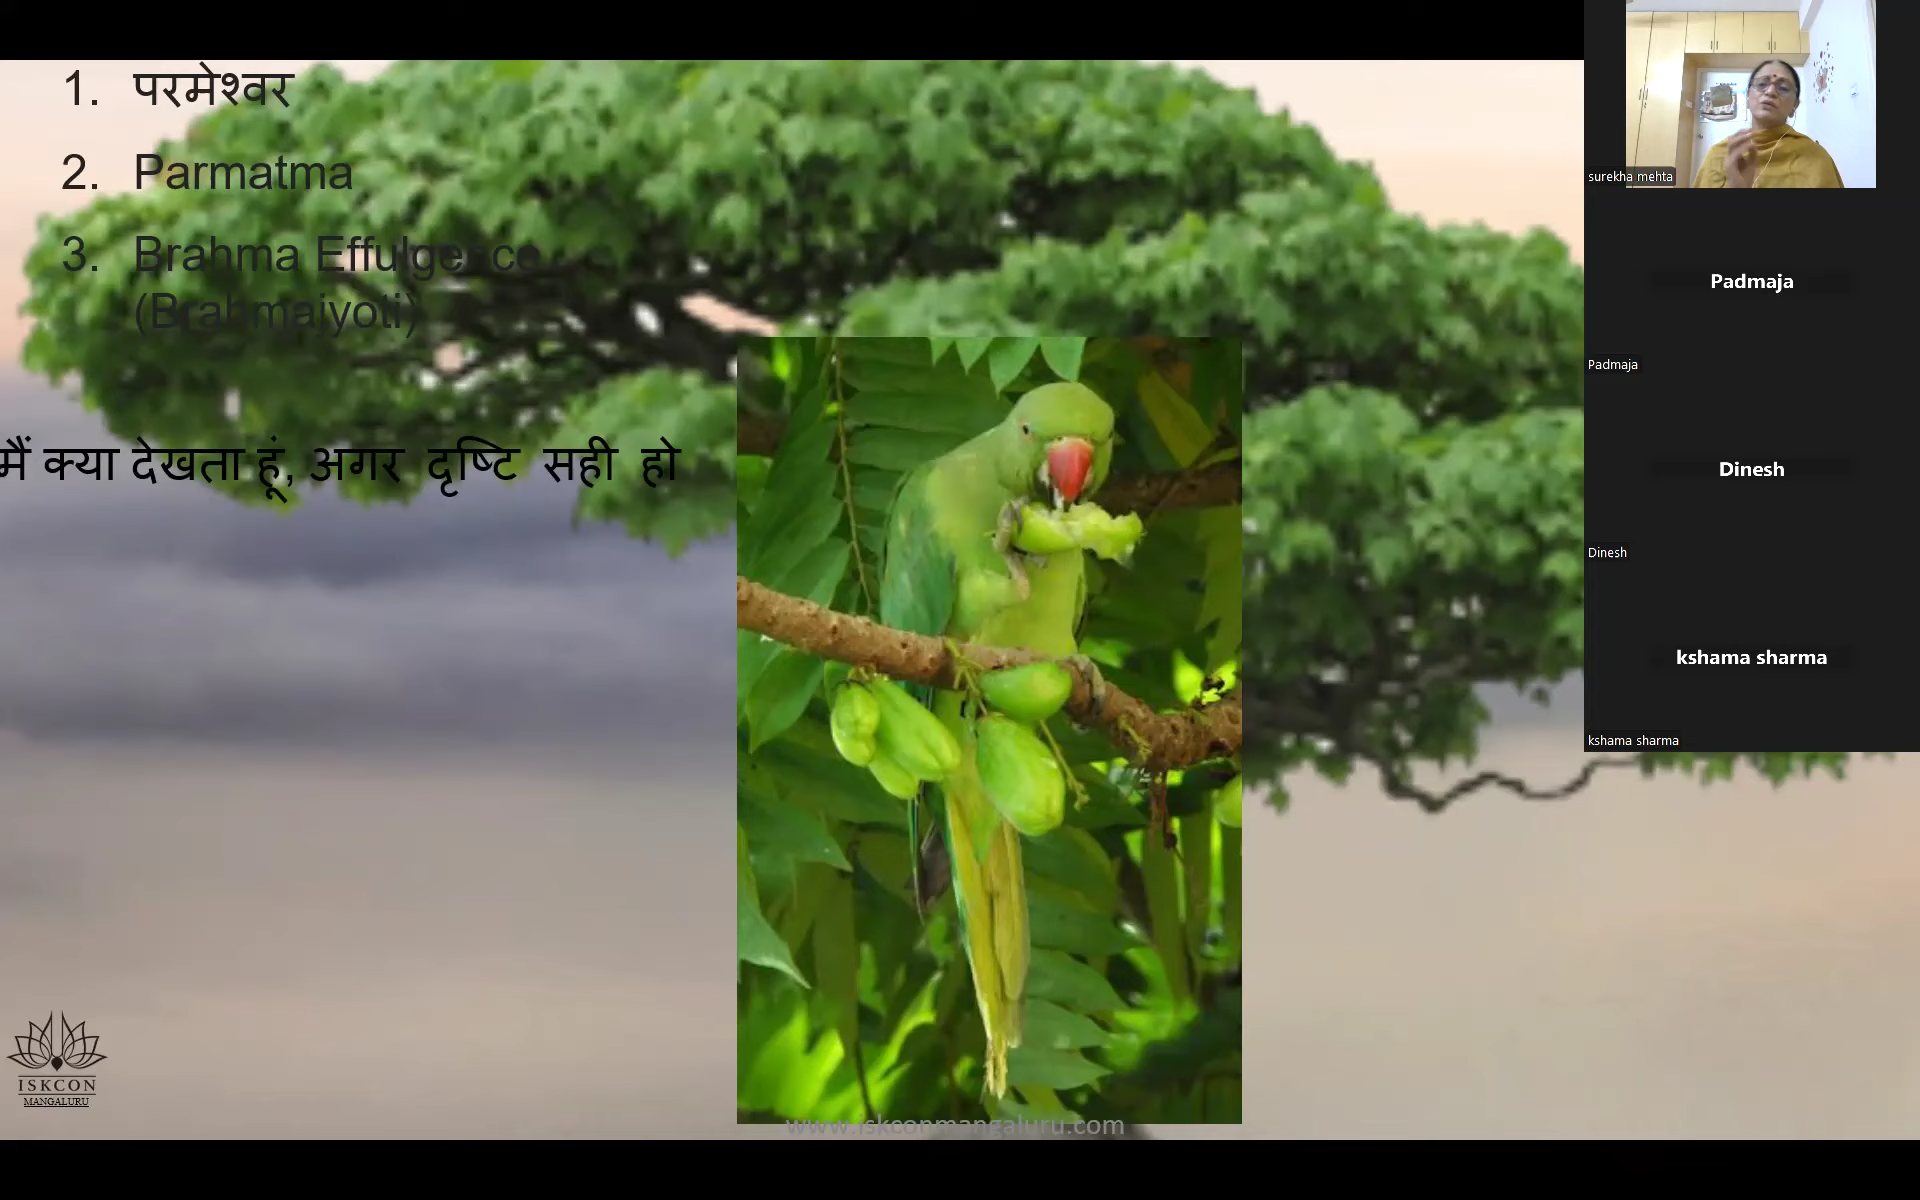 1. परमेश्वर
2. Parmatma
3. Brahma Effulgence
(Brahmajyoti)
मैं क्या देखता हूं, अगर दृष्टि सही हो
ISKCON
MANGALURU
www.iskconmangaluru.com
surekha mehta
Padmaja
Padmaja
Dinesh
Dinesh
kshama sharma
kshama sharma